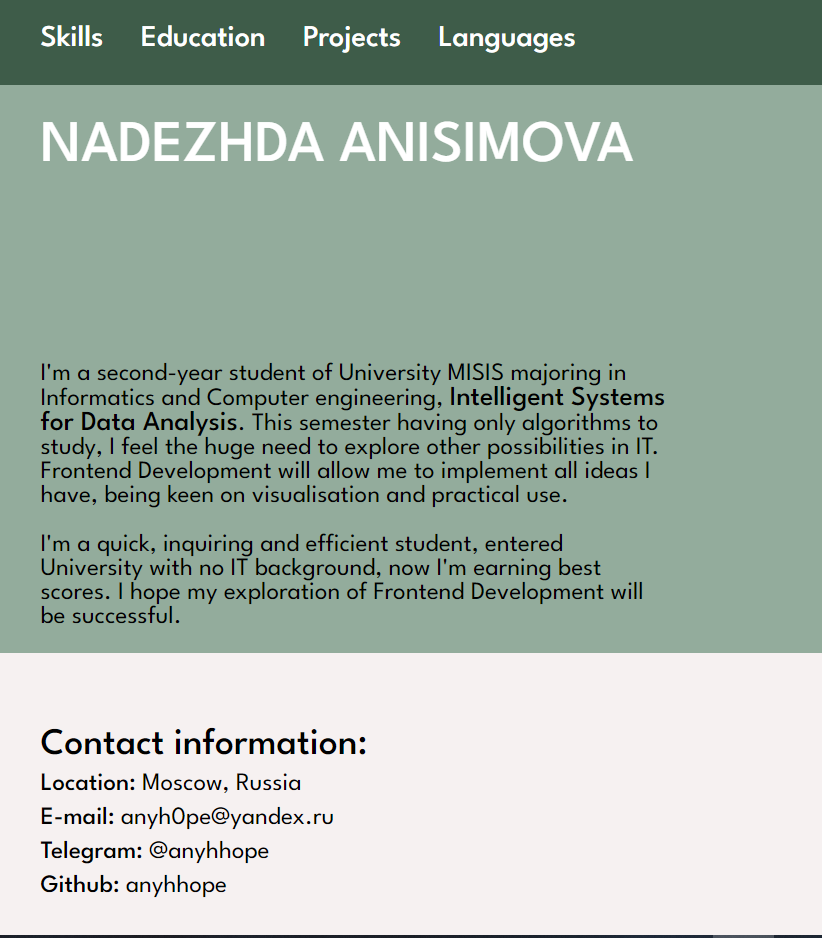 Skills Education Projects Languages
NADEZHDA ANISIMOVA
I'm a second-year student of University MISIS majoring in
Informatics and Computer engineering, Intelligent Systems
for Data Analysis. This semester having only algorithms to
study, I feel the huge need to explore other possibilities in IT.
Frontend Development will allow me to implement all ideas I
have, being keen on visualisation and practical use.
I'm a quick, inquiring and efficient student, entered
University with no IT background, now I'm earning best
scores. I hope my exploration of Frontend Development will
be successful.
Contact information:
Location: Moscow, Russia
E-mail: anyh0pe@yandex.ru
Telegram: @anyhhope
Github: anyhhope